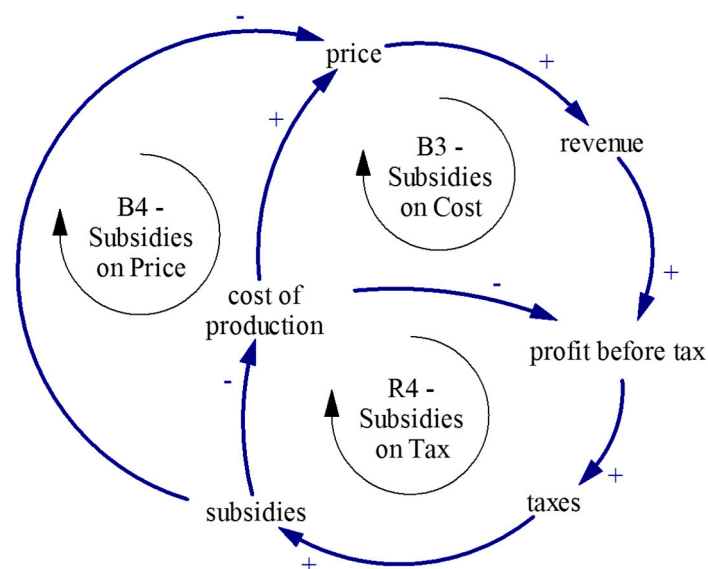 -
price
+
+
B3 -
Subsidies
on Cost
revenue
B4 -
Subsidies
on Price
+
cost of
production
-
profit before tax
-
R4 -
Subsidies
on Tax
+
subsidies
taxes
+